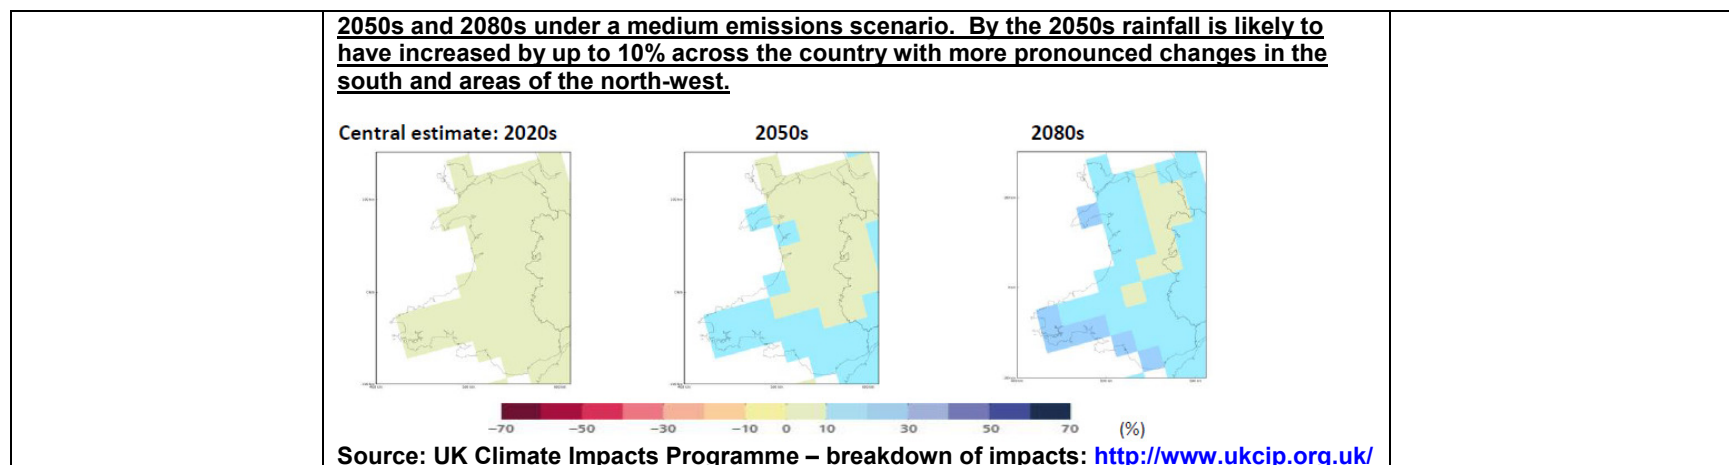 2050s and 2080s under a medium emissions scenario.  By the 2050s rainfall is likely to
have increased by up to 10% across the country with more pronounced changes in the
south and areas of the north-west.
Central estimate: 2020s 2050s 2080s
−70 −50 −30 −10 0 10 30 50 70 (%)
Source: UK Climate Impacts Programme – breakdown of impacts: http://www.ukcip.org.uk/